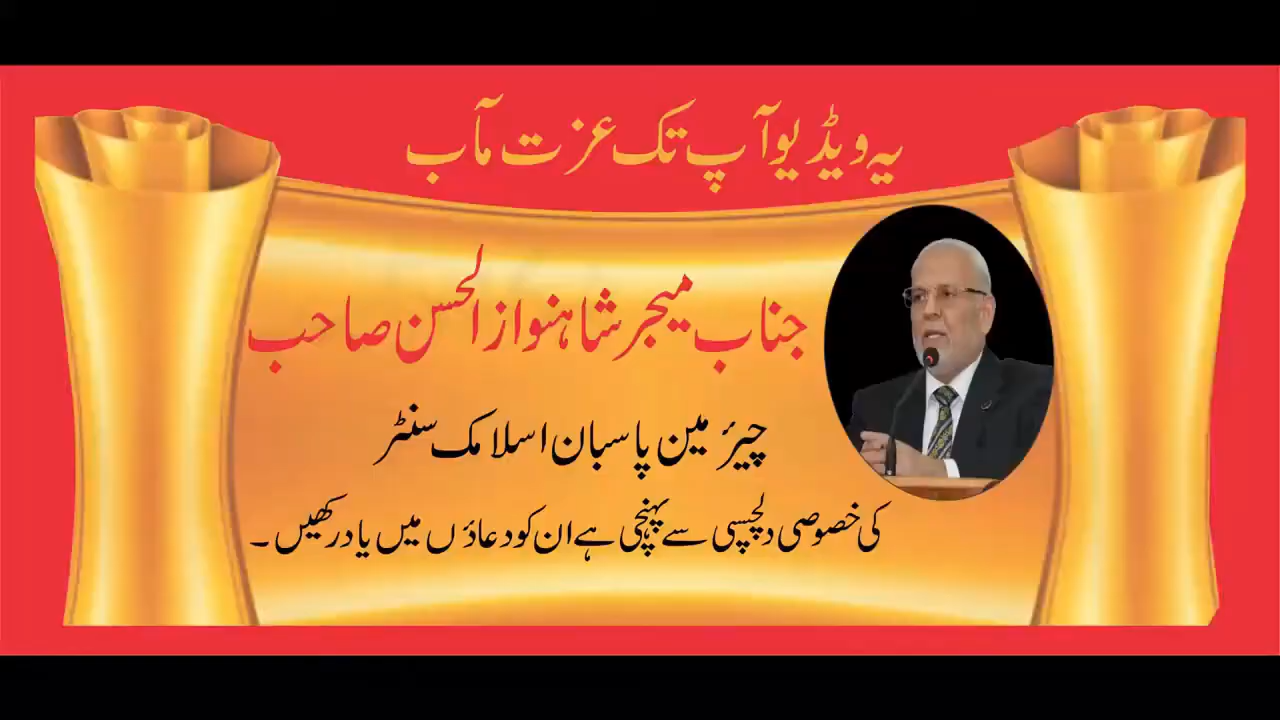 یہ ویڈیو آپ تک عزت مآب
جناب میجر شاہنواز الحسن صاحب
چیئرمین پاسبان اسلامک سنٹر
کی خصوصی دلچسپی سے پہنچی ہے ان کو دعاؤں میں یاد رکھیں۔